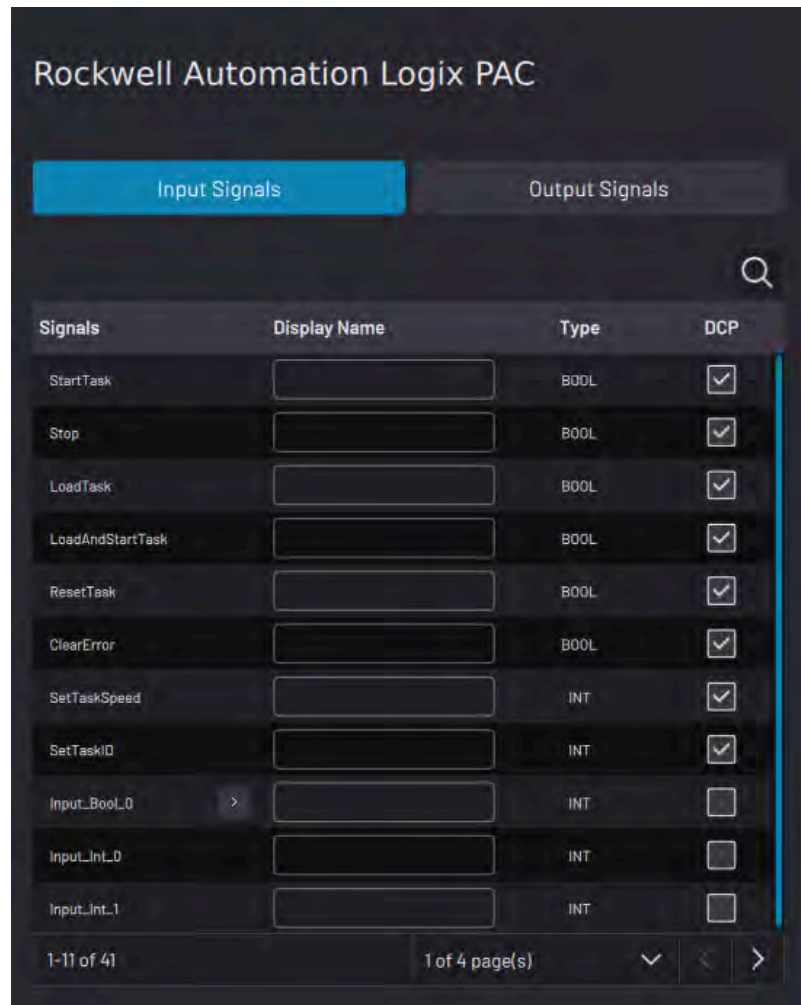 Rockwell Automation Logix PAC
Input Signals Output Signals
Signals Display Name Type DCP
StartTask BOOL
Stop BOOL
LoadTask BOOL
LoadAndStartTask BOOL
ResetTask BOOL
ClearError BOOL
SetTaskSpeed INT
SetTaskID INT
Input_Bool_0 > INT
Input_Int_0 INT
Input_Int_1 INT
1-11 of 41 1 of 4 page(s) < >